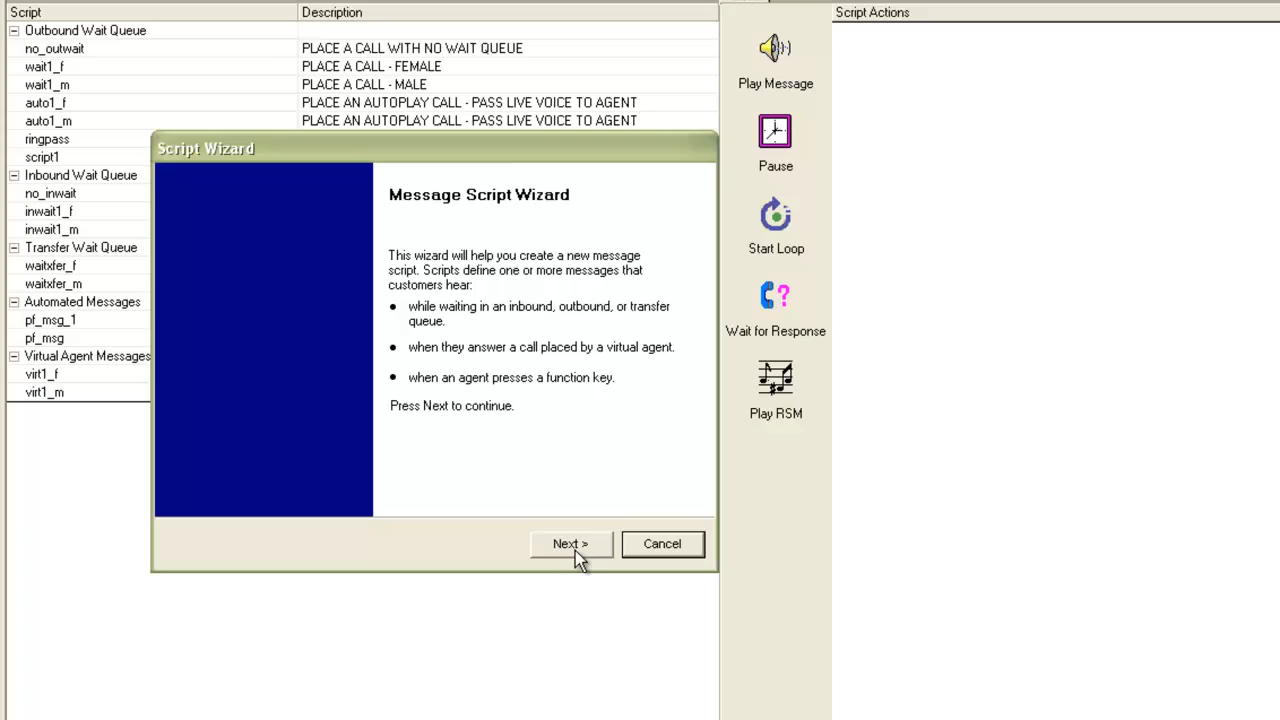 Script Description
Outbound Wait Queue
no_outwait PLACE A CALL WITH NO WAIT QUEUE
wait1_f PLACE A CALL - FEMALE
wait1_m PLACE A CALL - MALE
auto1_f PLACE AN AUTOPLAY CALL - PASS LIVE VOICE TO AGENT
auto1_m PLACE AN AUTOPLAY CALL - PASS LIVE VOICE TO AGENT
ringpass
script1
Inbound Wait Queue
no_inwait
inwait1_f
inwait1_m
Transfer Wait Queue
waitxfer_f
waitxfer_m
Automated Messages
pf_msg_1
pf_msg
Virtual Agent Messages
virt1_f
virt1_m
Script Wizard
Message Script Wizard
This wizard will help you create a new message
script. Scripts define one or more messages that
customers hear:
● while waiting in an inbound, outbound, or transfer
queue.
● when they answer a call placed by a virtual agent.
● when an agent presses a function key.
Press Next to continue.
Next > Cancel
Play Message
Pause
Start Loop
Wait for Response
Play RSM
Script Actions